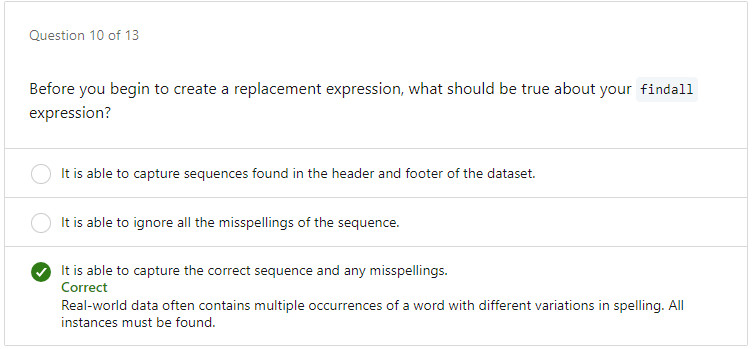 Question 10 of 13
Before you begin to create a replacement expression, what should be true about your findall
expression?
It is able to capture sequences found in the header and footer of the dataset.
It is able to ignore all the misspellings of the sequence.
It is able to capture the correct sequence and any misspellings.
Correct
Real-world data often contains multiple occurrences of a word with different variations in spelling. All
instances must be found.